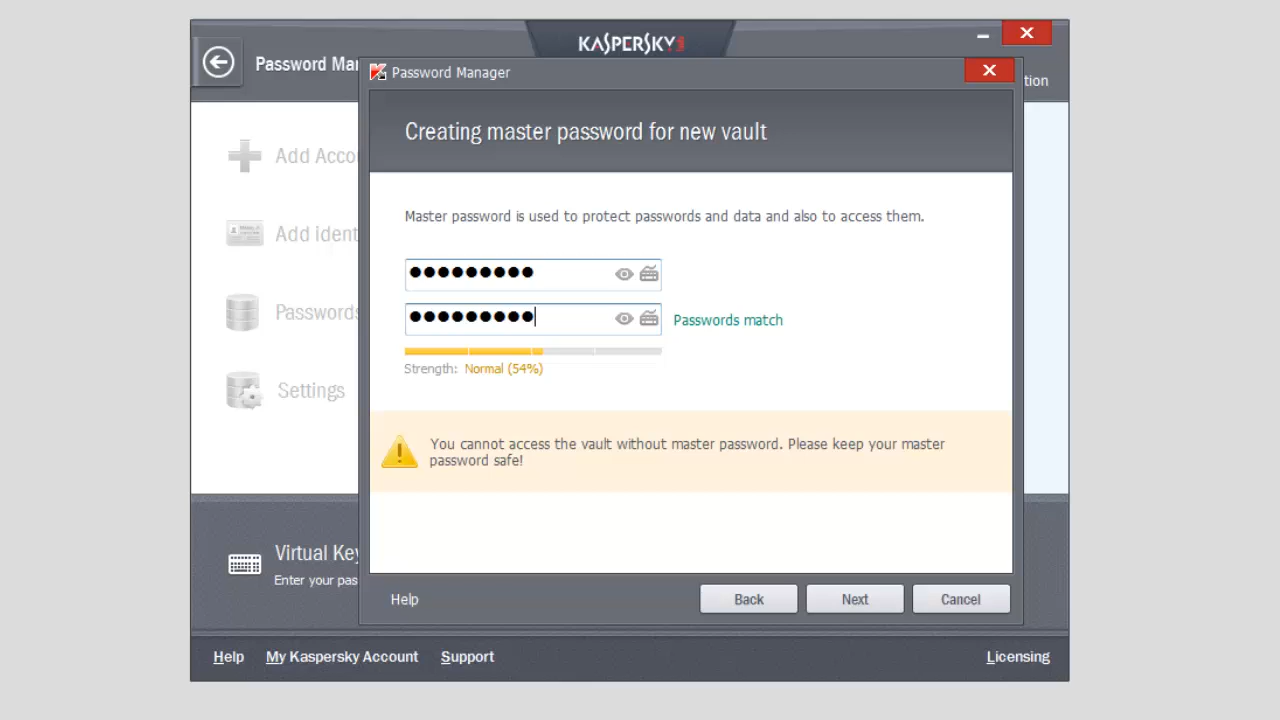 KASPERSKY
Password Mar
tion
Password Manager
Creating master password for new vault
Add Acco
Add ident
Passwords
Settings
Master password is used to protect passwords and data and also to access them.
●●●●●●●●●
●●●●●●●●●
Passwords match
Strength: Normal (54%)
You cannot access the vault without master password. Please keep your master
password safe!
Virtual Key
Enter your pas
Help
Back
Next
Cancel
Help
My Kaspersky Account
Support
Licensing